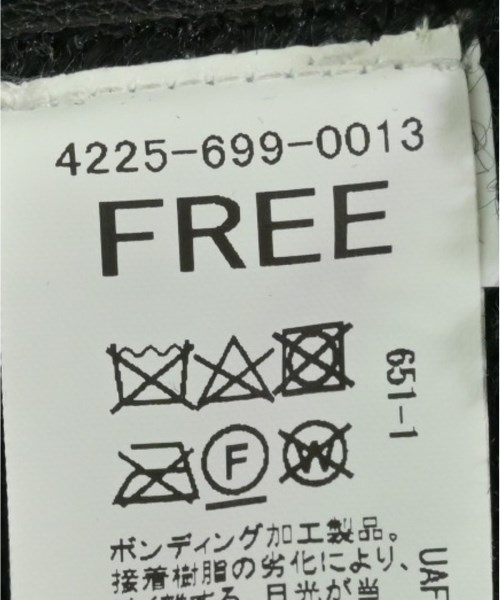 4225-699-0013
FREE
651-1
F
W
ボンディング加工製品。
接着樹脂の劣化により、
UAF